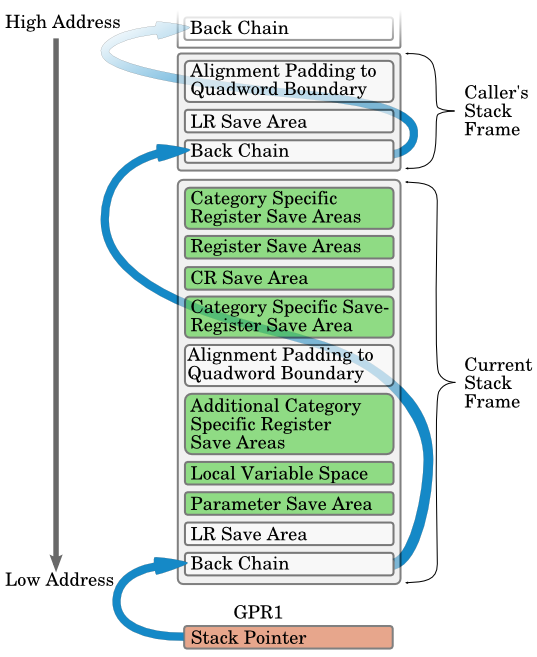 High Address
Back Chain
Alignment Padding to
Quadword Boundary
LR Save Area
Back Chain
Caller's
Stack
Frame
Category Specific
Register Save Areas
Register Save Areas
CR Save Area
Category Specific Save-
Register Save Area
Alignment Padding to
Quadword Boundary
Additional Category
Specific Register
Save Areas
Local Variable Space
Parameter Save Area
LR Save Area
Back Chain
Current
Stack
Frame
Low Address
GPR1
Stack Pointer